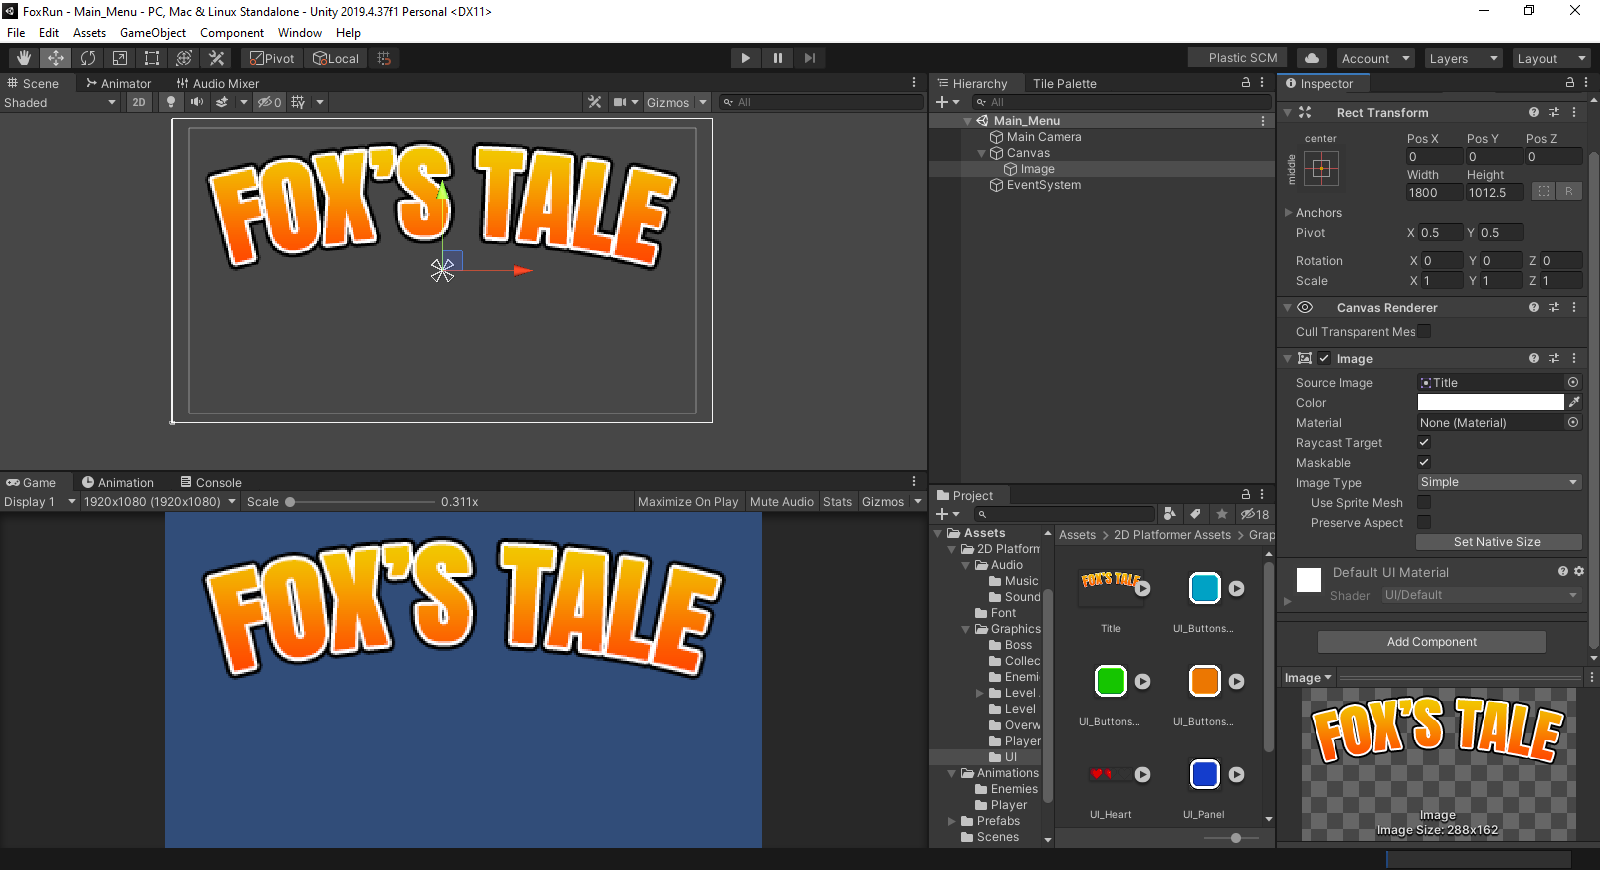 FoxRun - Main_Menu - PC, Mac & Linux Standalone - Unity 2019.4.37f1 Personal <DX11>
File Edit Assets GameObject Component Window Help
Pivot Local Plastic SCM Account Layers Layout
Scene Animator Audio Mixer
Shaded 2D 0 Gizmos All
FOX'S TALE
Game Animation Console
Display 1 1920x1080 (1920x1080) Scale 0.311x Maximize On Play Mute Audio Stats Gizmos
FOX'S TALE
Hierarchy Tile Palette
All
Main_Menu
Main Camera
Canvas
Image
EventSystem
Project
18
Assets
2D Platform
Audio
Music
Sound
Font
Graphics
Boss
Collec
Enemi
Level
Level
Overw
Player
UI
Animations
Enemies
Player
Prefabs
Scenes
Assets > 2D Platformer Assets > Grap
FOX'S TALE
Title UI_Buttons...
UI_Buttons... UI_Buttons...
UI_Heart UI_Panel
Inspector
Rect Transform
center
middle
Pos X Pos Y Pos Z
0 0 0
Width Height
1800 1012.5 R
Anchors
Pivot X 0.5 Y 0.5
Rotation X 0 Y 0 Z 0
Scale X 1 Y 1 Z 1
Canvas Renderer
Cull Transparent Mes
Image
Source Image Title
Color
Material None (Material)
Raycast Target
Maskable
Image Type Simple
Use Sprite Mesh
Preserve Aspect
Set Native Size
Default UI Material
Shader UI/Default
Add Component
Image
FOX'S TALE
Image
Image Size: 288x162